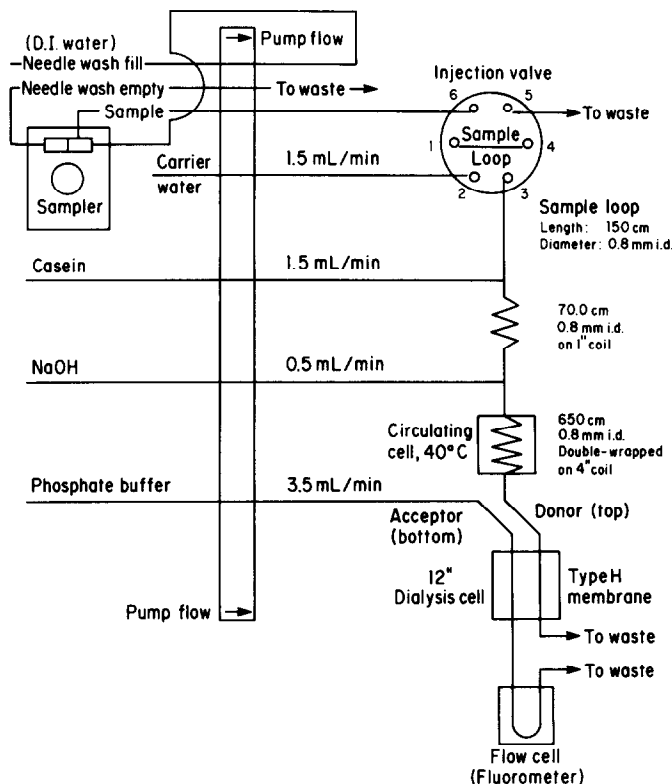 (D.I. water)
Needle wash fill
Pump flow
Needle wash empty
To waste
Sample
Injection valve
6
5
To waste
1
Sample
Loop
4
2
3
Sampler
Carrier
water
1.5 mL/min
Sample loop
Length: 150 cm
Diameter: 0.8 mm i.d.
Casein
1.5 mL/min
70.0 cm
0.8 mm i.d.
on 1" coil
NaOH
0.5 mL/min
Circulating
cell, 40°C
650 cm
0.8 mm i.d.
Double-wrapped
on 4" coil
Phosphate buffer
3.5 mL/min
Acceptor
(bottom)
Donor (top)
12"
Dialysis cell
Type H
membrane
Pump flow
To waste
To waste
Flow cell
(Fluorometer)